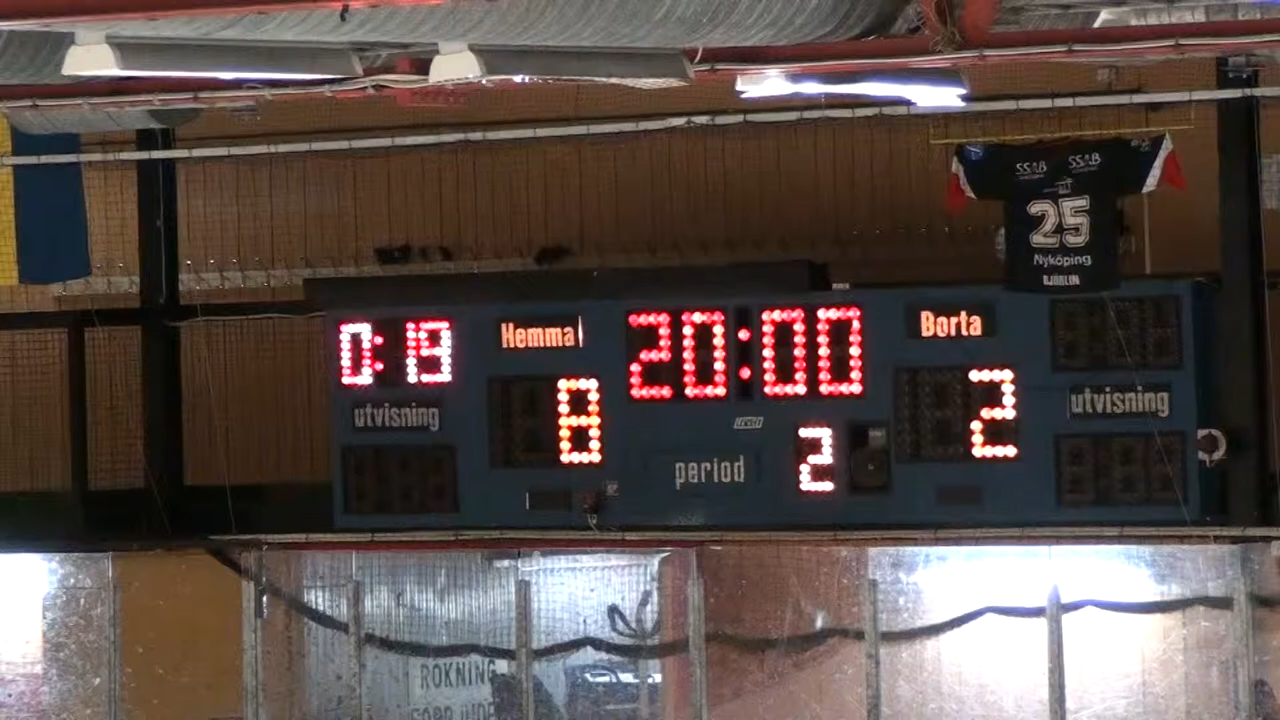 SSAB SSAB
25
Nyköping
BJÖRLIN
0:19 Hemma 20:00 Borta
utvisning 8 2 utvisning
period 2
RÖKNING